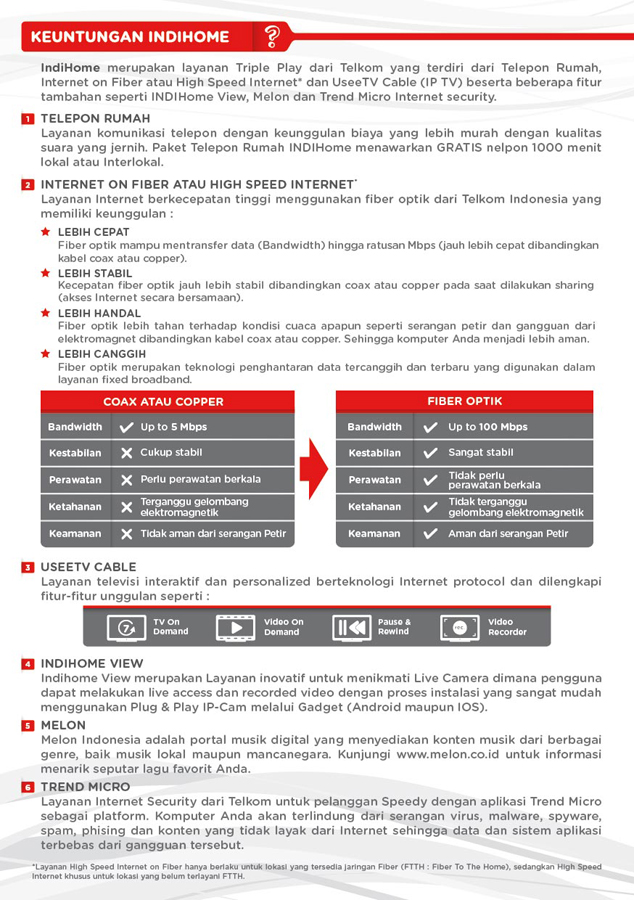 KEUNTUNGAN INDIHOME
IndiHome merupakan layanan Triple Play dari Telkom yang terdiri dari Telepon Rumah,
Internet on Fiber atau High Speed Internet* dan UseeTV Cable (IP TV) beserta beberapa fitur
tambahan seperti INDIHome View, Melon dan Trend Micro Internet security.
1 TELEPON RUMAH
Layanan komunikasi telepon dengan keunggulan biaya yang lebih murah dengan kualitas
suara yang jernih. Paket Telepon Rumah INDIHome menawarkan GRATIS nelpon 1000 menit
lokal atau Interlokal.
2 INTERNET ON FIBER ATAU HIGH SPEED INTERNET*
Layanan Internet berkecepatan tinggi menggunakan fiber optik dari Telkom Indonesia yang
memiliki keunggulan :
LEBIH CEPAT
Fiber optik mampu mentransfer data (Bandwidth) hingga ratusan Mbps (jauh lebih cepat dibandingkan
kabel coax atau copper).
LEBIH STABIL
Kecepatan fiber optik jauh lebih stabil dibandingkan coax atau copper pada saat dilakukan sharing
(akses Internet secara bersamaan).
LEBIH HANDAL
Fiber optik lebih tahan terhadap kondisi cuaca apapun seperti serangan petir dan gangguan dari
elektromagnet dibandingkan kabel coax atau copper. Sehingga komputer Anda menjadi lebih aman.
LEBIH CANGGIH
Fiber optik merupakan teknologi penghantaran data tercanggih dan terbaru yang digunakan dalam
layanan fixed broadband.
COAX ATAU COPPER
Bandwidth Up to 5 Mbps
Kestabilan Cukup stabil
Perawatan Perlu perawatan berkala
Ketahanan Terganggu gelombang
elektromagnetik
Keamanan Tidak aman dari serangan Petir
FIBER OPTIK
Bandwidth Up to 100 Mbps
Kestabilan Sangat stabil
Perawatan Tidak perlu
perawatan berkala
Ketahanan Tidak terganggu
gelombang elektromagnetik
Keamanan Aman dari serangan Petir
3 USEETV CABLE
Layanan televisi interaktif dan personalized berteknologi Internet protocol dan dilengkapi
fitur-fitur unggulan seperti :
7 TV On
Demand
Video On
Demand
Pause &
Rewind
rec Video
Recorder
4 INDIHOME VIEW
Indihome View merupakan Layanan inovatif untuk menikmati Live Camera dimana pengguna
dapat melakukan live access dan recorded video dengan proses instalasi yang sangat mudah
menggunakan Plug & Play IP-Cam melalui Gadget (Android maupun IOS).
5 MELON
Melon Indonesia adalah portal musik digital yang menyediakan konten musik dari berbagai
genre, baik musik lokal maupun mancanegara. Kunjungi www.melon.co.id untuk informasi
menarik seputar lagu favorit Anda.
6 TREND MICRO
Layanan Internet Security dari Telkom untuk pelanggan Speedy dengan aplikasi Trend Micro
sebagai platform. Komputer Anda akan terlindung dari serangan virus, malware, spyware,
spam, phising dan konten yang tidak layak dari Internet sehingga data dan sistem aplikasi
terbebas dari gangguan tersebut.
*Layanan High Speed Internet on Fiber hanya berlaku untuk lokasi yang tersedia jaringan Fiber (FTTH : Fiber To The Home), sedangkan High Speed
Internet khusus untuk lokasi yang belum terlayani FTTH.